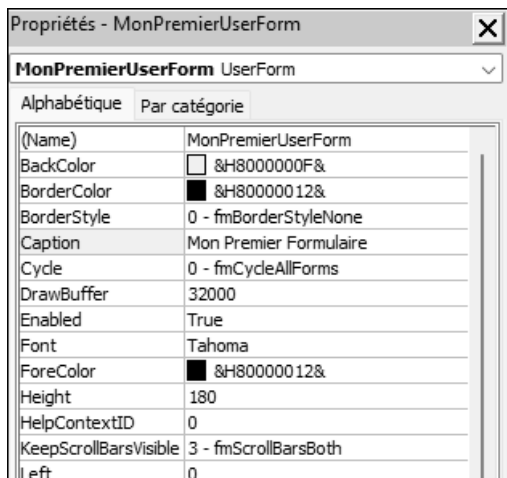 Propriétés - MonPremierUserForm
MonPremierUserForm UserForm
Alphabétique Par catégorie
(Name) MonPremierUserForm
BackColor &H8000000F&
BorderColor &H80000012&
BorderStyle 0 - fmBorderStyleNone
Caption Mon Premier Formulaire
Cycle 0 - fmCycleAllForms
DrawBuffer 32000
Enabled True
Font Tahoma
ForeColor &H80000012&
Height 180
HelpContextID 0
KeepScrollBarsVisible 3 - fmScrollBarsBoth
Left 0